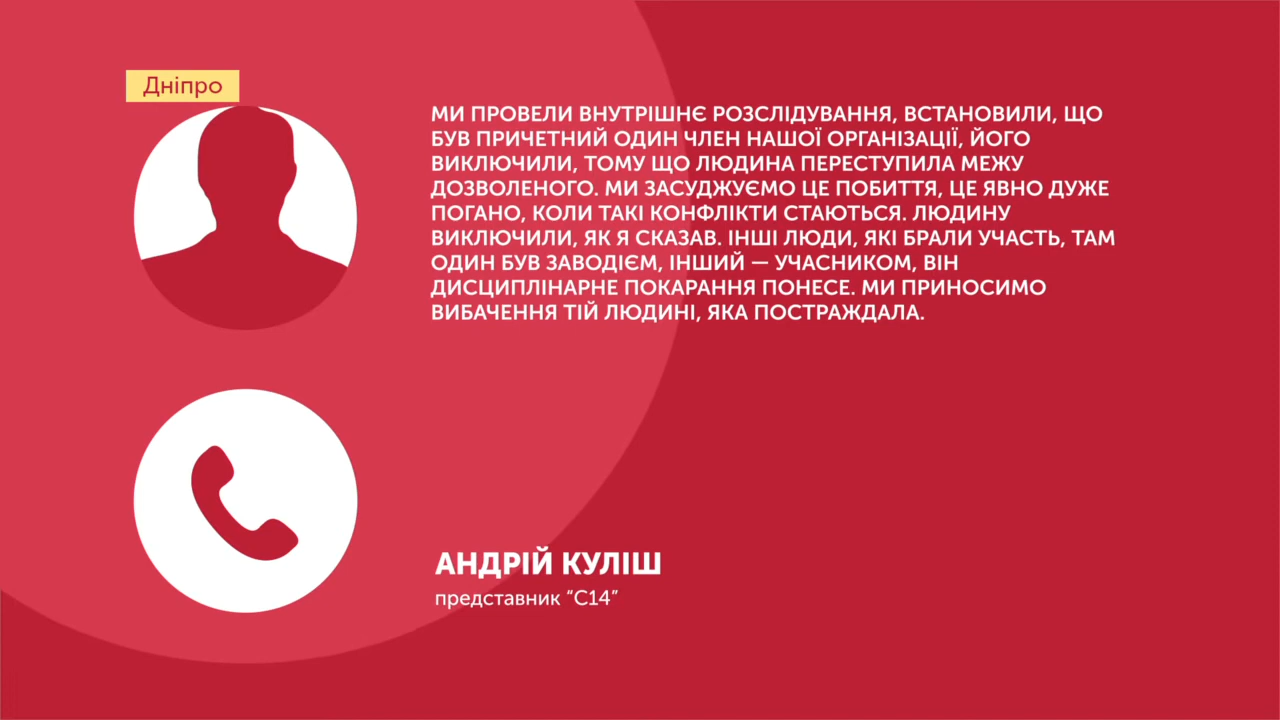 Дніпро
МИ ПРОВЕЛИ ВНУТРІШНЄ РОЗСЛІДУВАННЯ, ВСТАНОВИЛИ, ЩО
БУВ ПРИЧЕТНИЙ ОДИН ЧЛЕН НАШОЇ ОРГАНІЗАЦІЇ, ЙОГО
ВИКЛЮЧИЛИ, ТОМУ ЩО ЛЮДИНА ПЕРЕСТУПИЛА МЕЖУ
ДОЗВОЛЕНОГО. МИ ЗАСУДЖУЄМО ЦЕ ПОБИТТЯ, ЦЕ ЯВНО ДУЖЕ
ПОГАНО, КОЛИ ТАКІ КОНФЛІКТИ СТАЮТЬСЯ. ЛЮДИНУ
ВИКЛЮЧИЛИ, ЯК Я СКАЗАВ. ІНШІ ЛЮДИ, ЯКІ БРАЛИ УЧАСТЬ, ТАМ
ОДИН БУВ ЗАВОДІЄМ, ІНШИЙ — УЧАСНИКОМ, ВІН
ДИСЦИПЛІНАРНЕ ПОКАРАННЯ ПОНЕСЕ. МИ ПРИНОСИМО
ВИБАЧЕННЯ ТІЙ ЛЮДИНІ, ЯКА ПОСТРАЖДАЛА.
АНДРІЙ КУЛІШ
представник “С14”